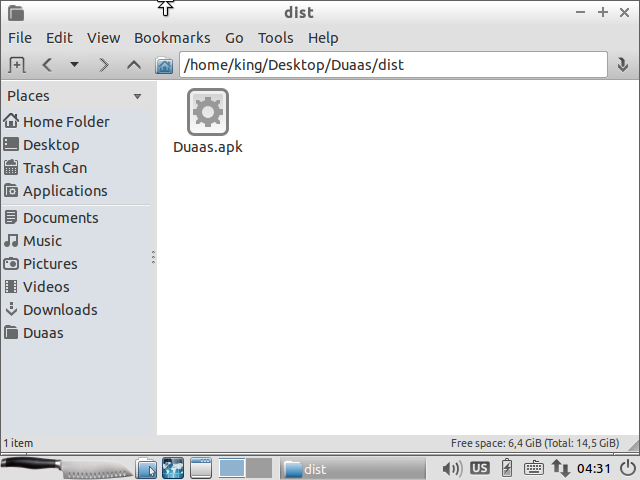 dist
File Edit View Bookmarks Go Tools Help
/home/king/Desktop/Duaas/dist
Places
Home Folder
Desktop
Trash Can
Applications
Documents
Music
Pictures
Videos
Downloads
Duaas
Duaas.apk
1 item
Free space: 6,4 GiB (Total: 14,5 GiB)
dist
US
04:31